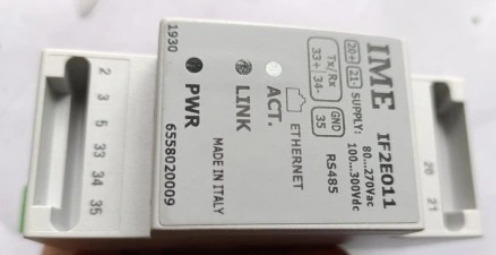 IME IF2E011
20+ 21- SUPPLY: 80...270Vac
100...300Vdc
Tx/Rx GND
33+ 34- 35 RS485
ETHERNET
ACT.
LINK
PWR
MADE IN ITALY
1930
6558020009
2 3 5 33 34 35
20 21